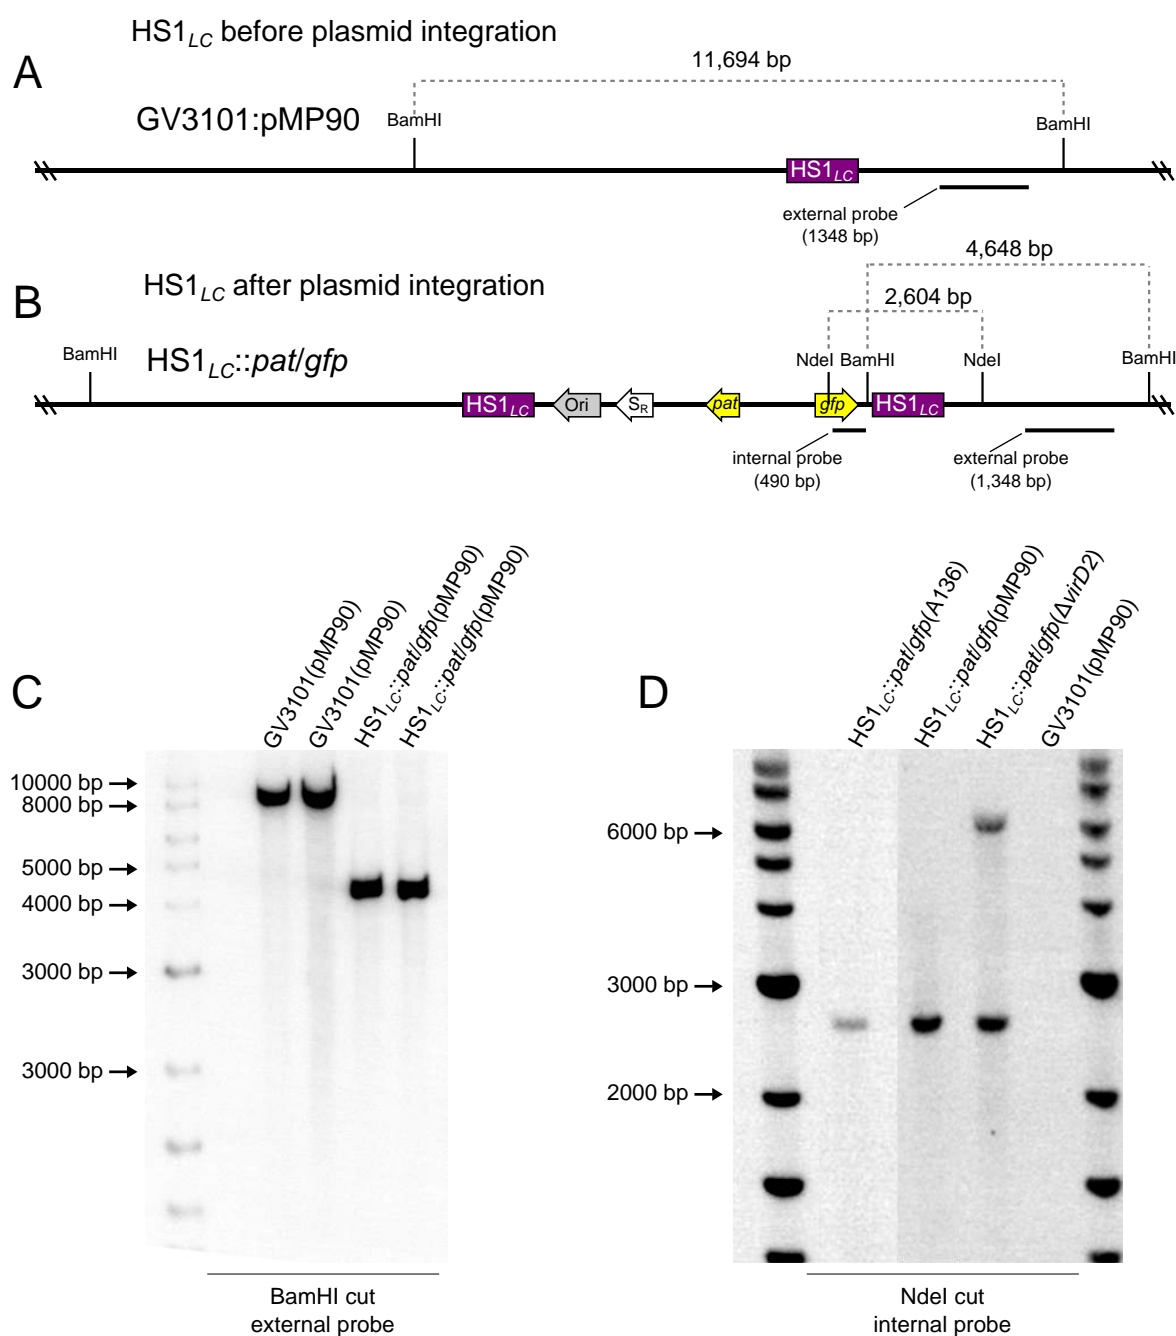 HS1LC before plasmid integration
A
11,694 bp
GV3101:pMP90
BamHI
BamHI
HS1LC
external probe
(1348 bp)
4,648 bp
HS1LC after plasmid integration
B
2,604 bp
BamHI
HS1LC::pat/gfp
NdeI
BamHI
NdeI
BamHI
HS1LC
Ori
SR
pat
gfp
HS1LC
internal probe
(490 bp)
external probe
(1,348 bp)
C
GV3101(pMP90)
GV3101(pMP90)
HS1LC::pat/gfp(pMP90)
HS1LC::pat/gfp(pMP90)
10000 bp
8000 bp
5000 bp
4000 bp
3000 bp
3000 bp
BamHI cut
external probe
D
HS1LC::pat/gfp(A136)
HS1LC::pat/gfp(pMP90)
HS1LC::pat/gfp(ΔvirD2)
GV3101(pMP90)
6000 bp
3000 bp
2000 bp
NdeI cut
internal probe